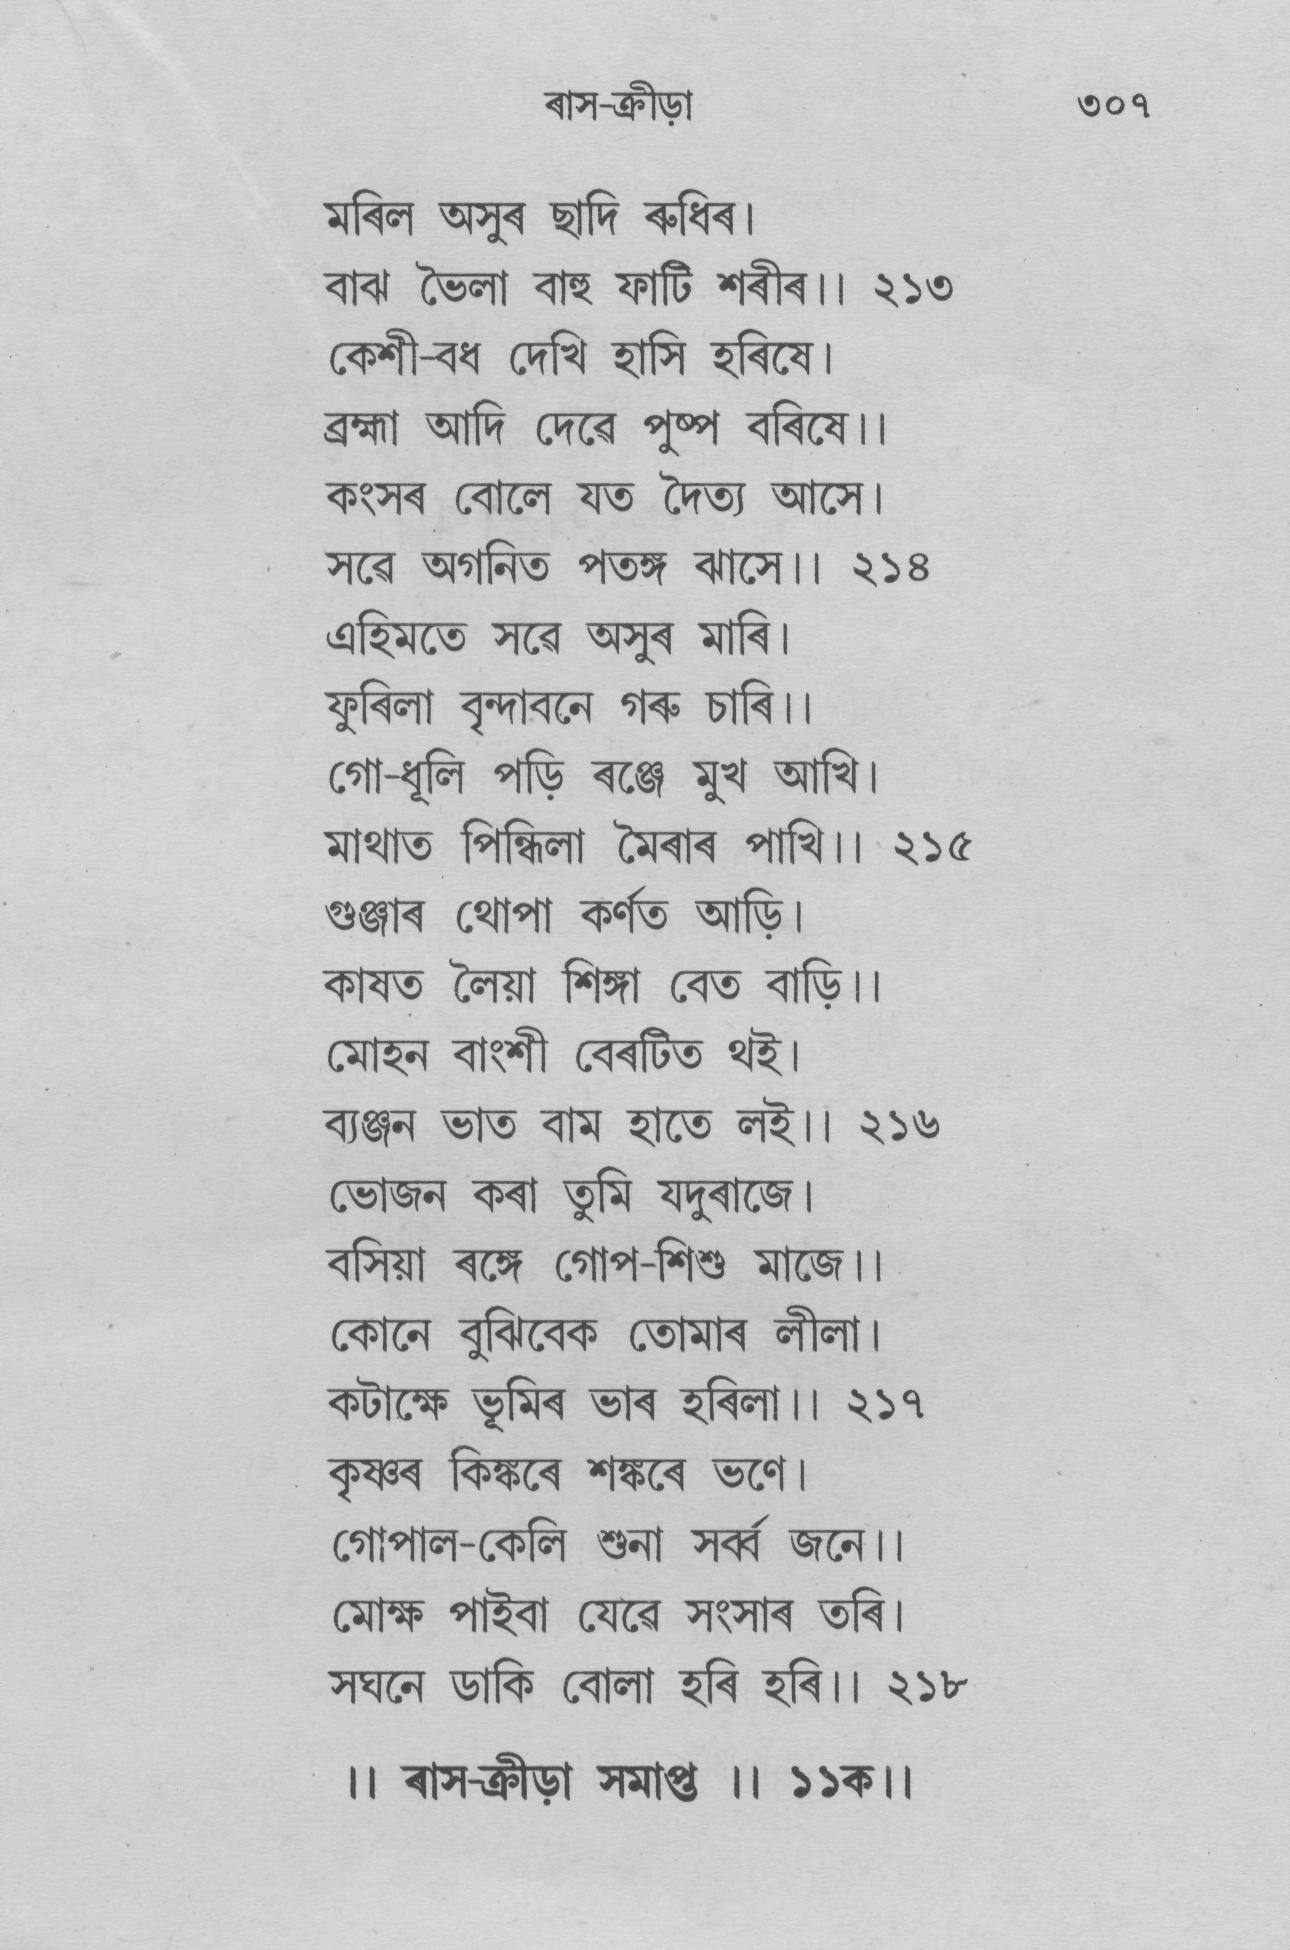 ৰাস-ক্ৰীড়া ৩০৭
মৰিল অসুৰ ছাদি ৰুধিৰ।
বাঝ ভৈলা বাহু ফাটি শৰীৰ।। ২১৩
কেশী-বধ দেখি হাসি হৰিষে।
ব্ৰহ্মা আদি দেৱে পুষ্প বৰিষে।।
কংসৰ বোলে যত দৈত্য আসে।
সৱে অগনিত পতঙ্গ ঝাসে।। ২১৪
এহিমতে সৱে অসুৰ মাৰি।
ফুৰিলা বৃন্দাবনে গৰু চাৰি।।
গো-ধূলি পড়ি ৰঞ্জে মুখ আখি।
মাথাত পিন্ধিলা মৈৰাৰ পাখি।। ২১৫
গুঞ্জাৰ থোপা কৰ্ণত আড়ি।
কাষত লৈয়া শিঙ্গা বেত বাড়ি।।
মোহন বাংশী বেৰটিত থই।
ব্যঞ্জন ভাত বাম হাতে লই।। ২১৬
ভোজন কৰা তুমি যদুৰাজে।
বসিয়া ৰঙ্গে গোপ-শিশু মাজে।।
কোনে বুঝিবেক তোমাৰ লীলা।
কটাক্ষে ভূমিৰ ভাৰ হৰিলা।। ২১৭
কৃষ্ণৰ কিঙ্কৰে শঙ্কৰে ভণে।
গোপাল-কেলি শুনা সৰ্ব্ব জনে।।
মোক্ষ পাইবা যেৱে সংসাৰ তৰি।
সঘনে ডাকি বোলা হৰি হৰি।। ২১৮
।। ৰাস-ক্ৰীড়া সমাপ্ত ।। ১১ক।।